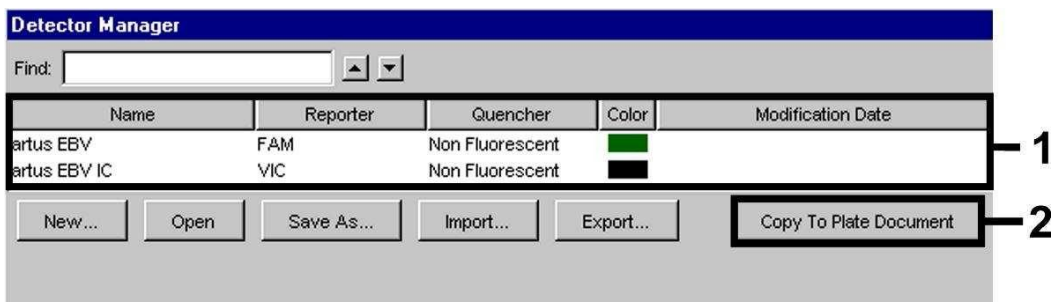 Detector Manager
Find:
Name Reporter Quencher Color Modification Date
artus EBV FAM Non Fluorescent
artus EBV IC VIC Non Fluorescent
1
New... Open Save As... Import... Export... Copy To Plate Document
2